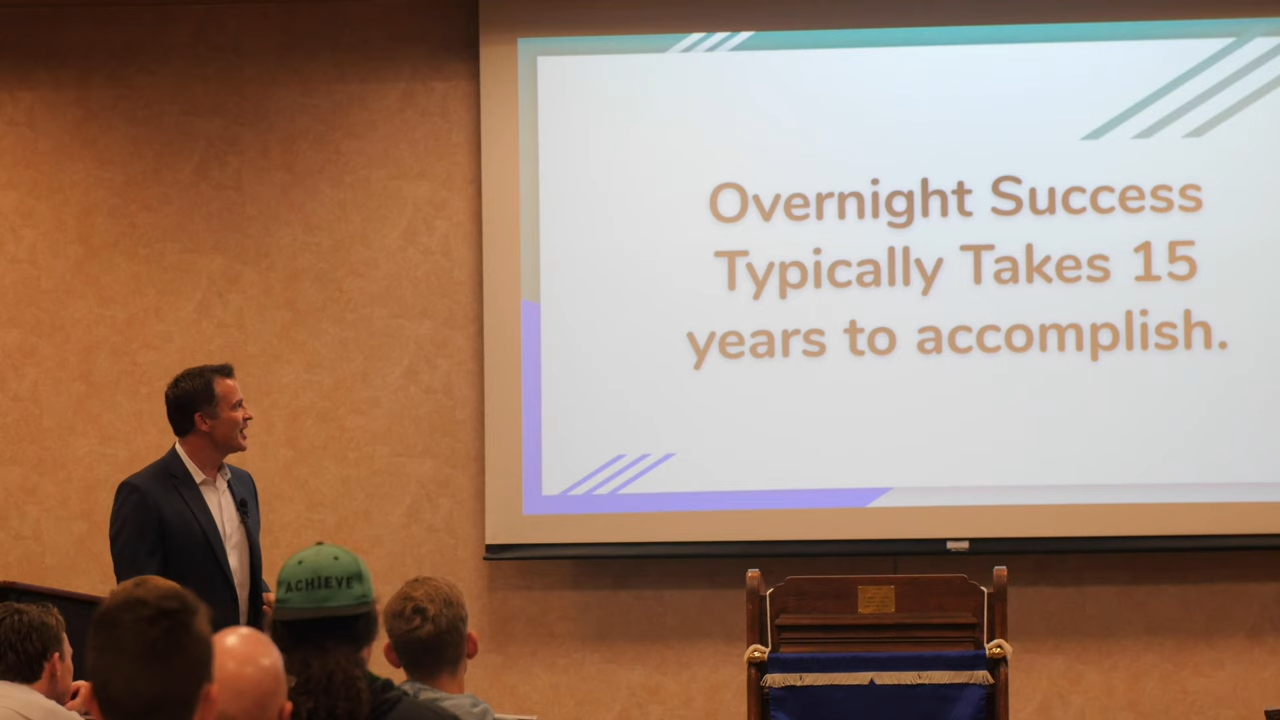 Overnight Success
Typically Takes 15
years to accomplish.
ACHIEVE